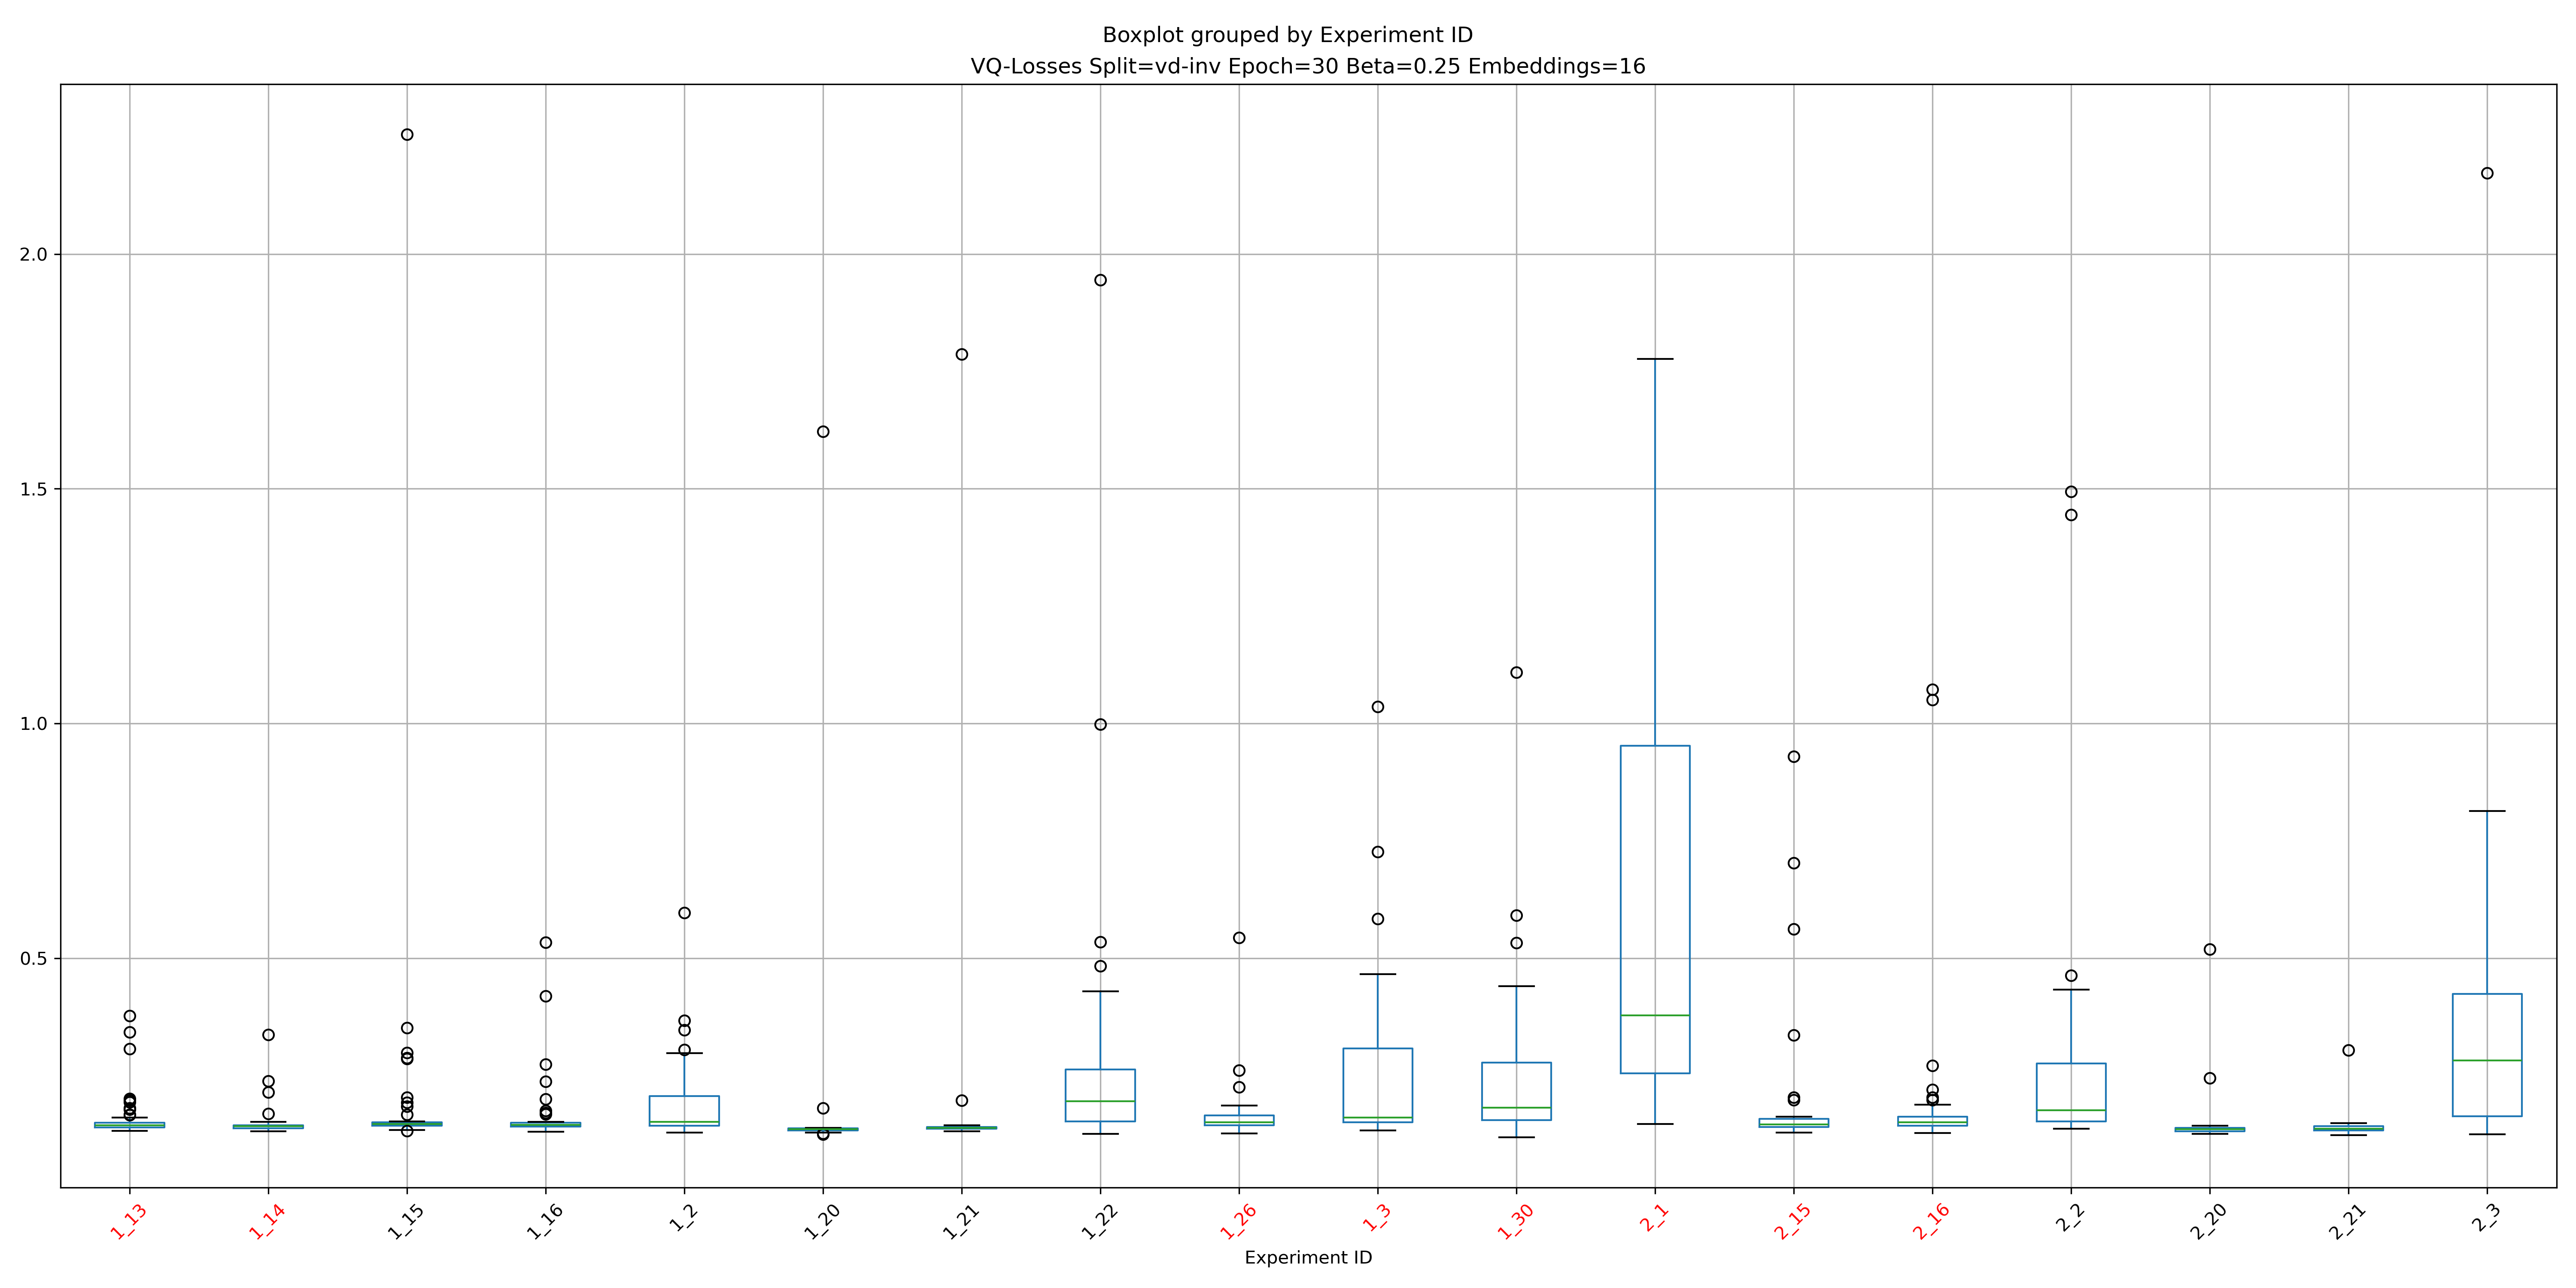 Boxplot grouped by Experiment ID
VQ-Losses Split=vd-inv Epoch=30 Beta=0.25 Embeddings=16
2.0
1.5
1.0
0.5
1_13 1_14 1_15 1_16 1_2 1_20 1_21 1_22 1_26 1_3 1_30 2_1 2_15 2_16 2_2 2_20 2_21 2_3
Experiment ID